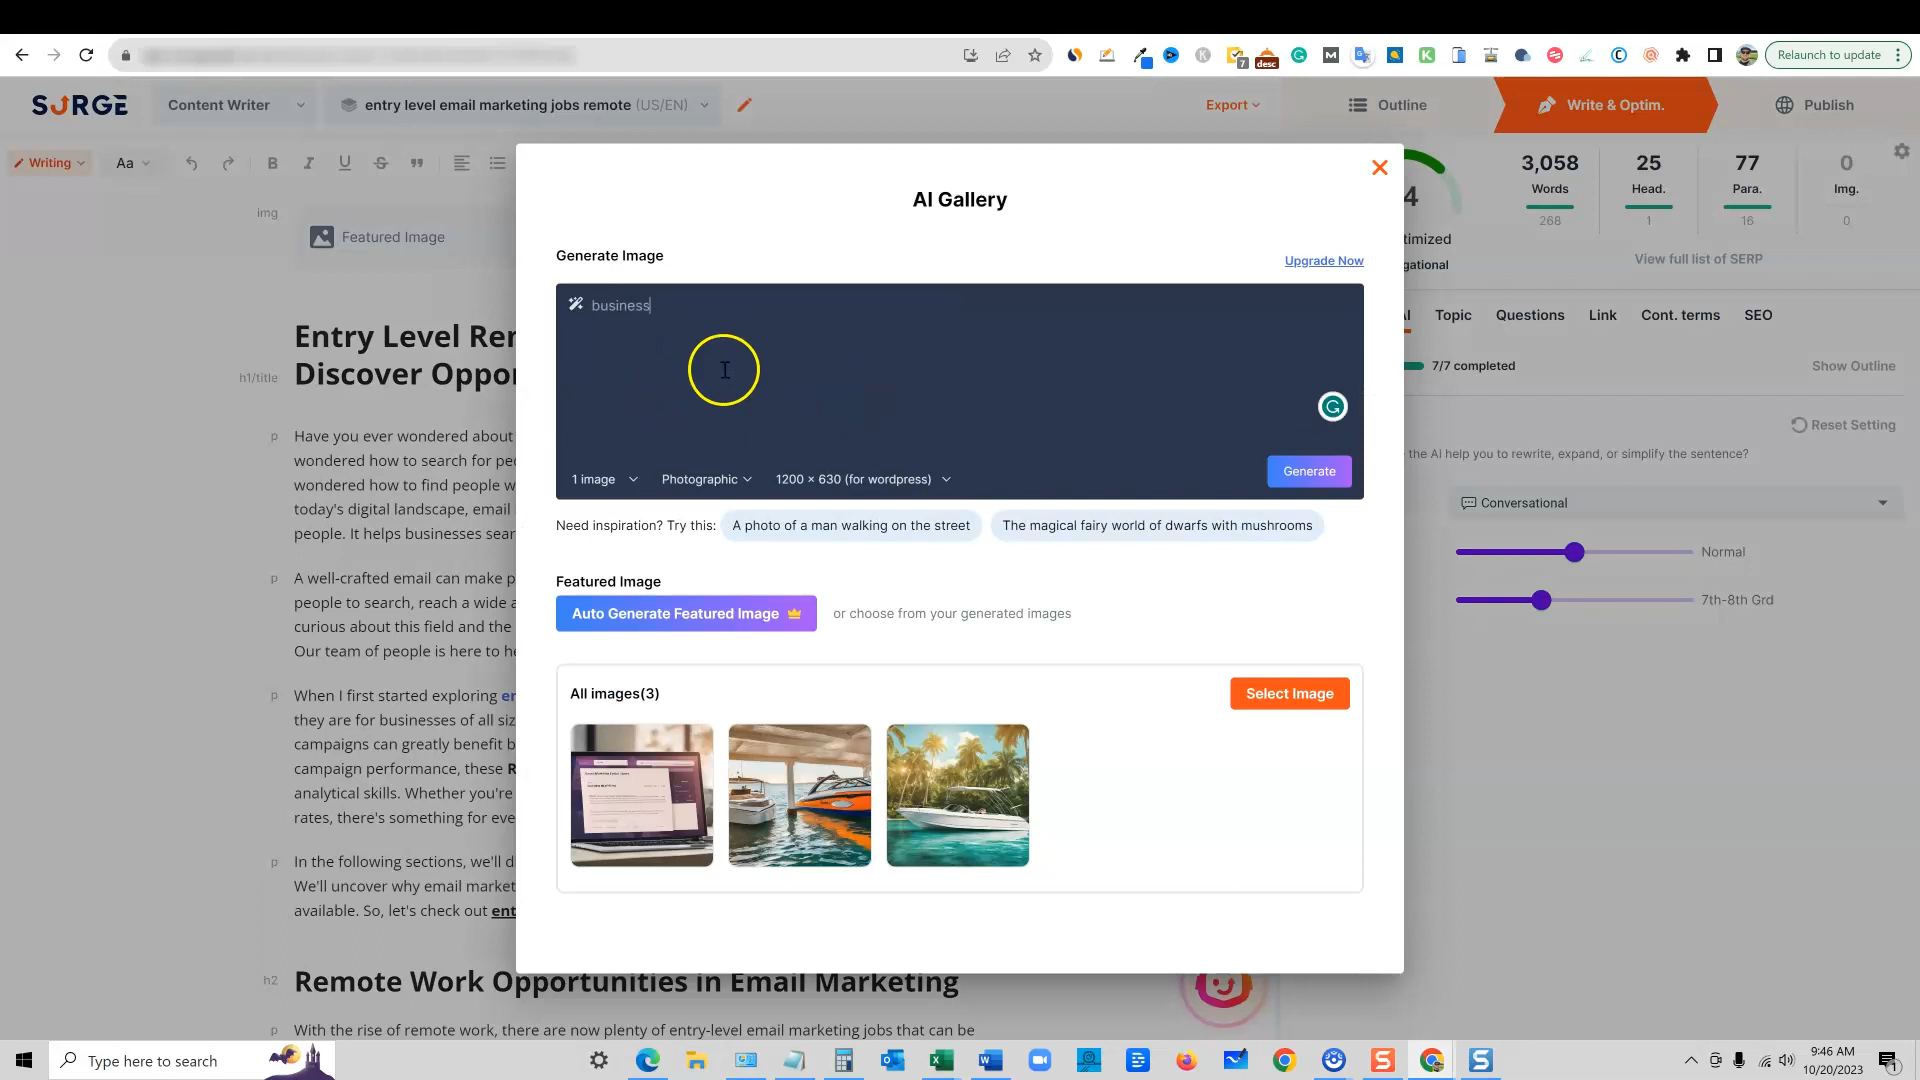 Relaunch to update
SURGE
Content Writer
entry level email marketing jobs remote (US/EN)
Export
Outline
Write & Optim.
Publish
Writing
Aa
B I U S
img
Featured Image
h1/title
Entry Level Rem
Discover Oppor
p
Have you ever wondered about
wondered how to search for
wondered how to find people w
today's digital landscape, email
people. It helps businesses sear
p
A well-crafted email can make p
people to search, reach a wide a
curious about this field and the
Our team of people is here to he
p
When I first started exploring
they are for businesses of all
campaigns can greatly benefit b
campaign performance, these
analytical skills. Whether you're
rates, there's something for
p
In the following sections, we'll d
We'll uncover why email market
available. So, let's check out
h2
Remote Work Opportunities in Email Marketing
p
With the rise of remote work, there are now plenty of entry-level email marketing jobs that can be
AI Gallery
Generate Image
Upgrade Now
business
1 image
Photographic
1200 × 630 (for wordpress)
Generate
Need inspiration? Try this:
A photo of a man walking on the street
The magical fairy world of dwarfs with mushrooms
Featured Image
Auto Generate Featured Image
or choose from your generated images
All images(3)
Select Image
4
timized
gational
3,058
Words
268
25
Head.
1
77
Para.
16
0
Img.
0
View full list of SERP
AI
Topic
Questions
Link
Cont. terms
SEO
7/7 completed
Show Outline
Reset Setting
the AI help you to rewrite, expand, or simplify the sentence?
Conversational
Normal
7th-8th Grd
Type here to search
9:46 AM
10/20/2023